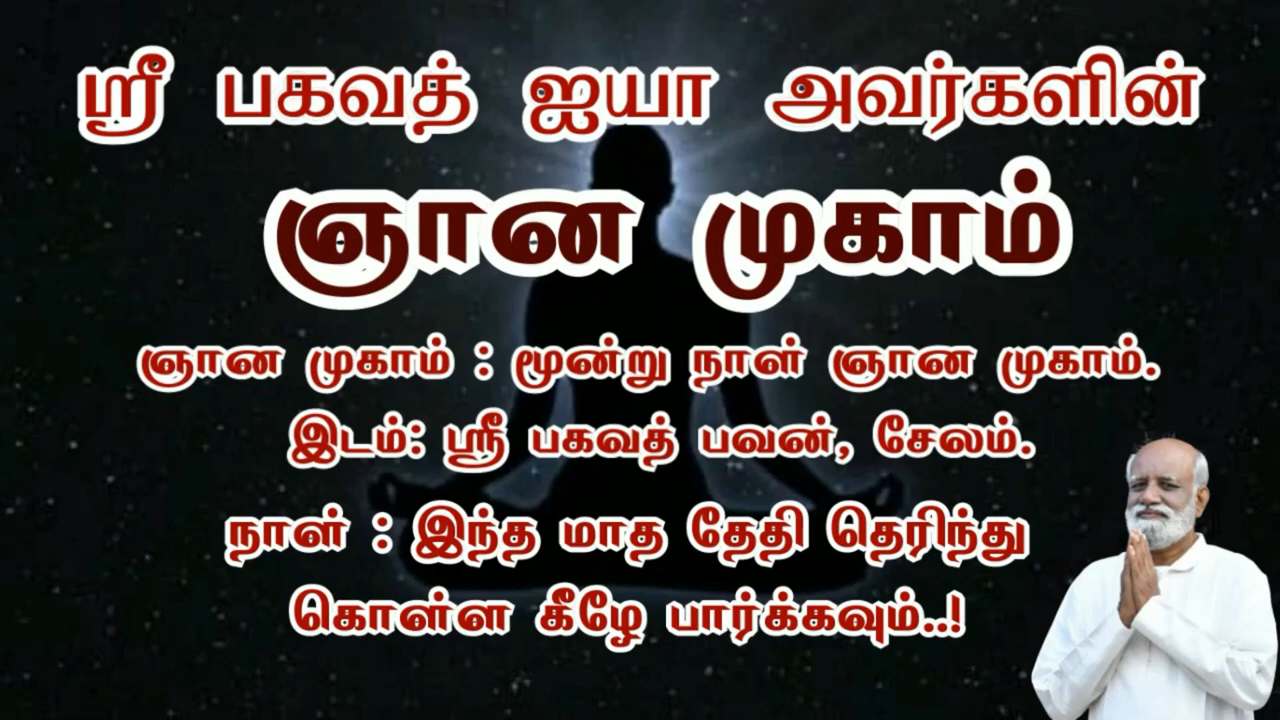 ஸ்ரீ பகவத் ஐயா அவர்களின்
ஞான முகாம்
ஞான முகாம் : மூன்று நாள் ஞான முகாம்.
இடம்: ஸ்ரீ பகவத் பவன், சேலம்.
நாள் : இந்த மாத தேதி தெரிந்து
கொள்ள கீழே பார்க்கவும்..!